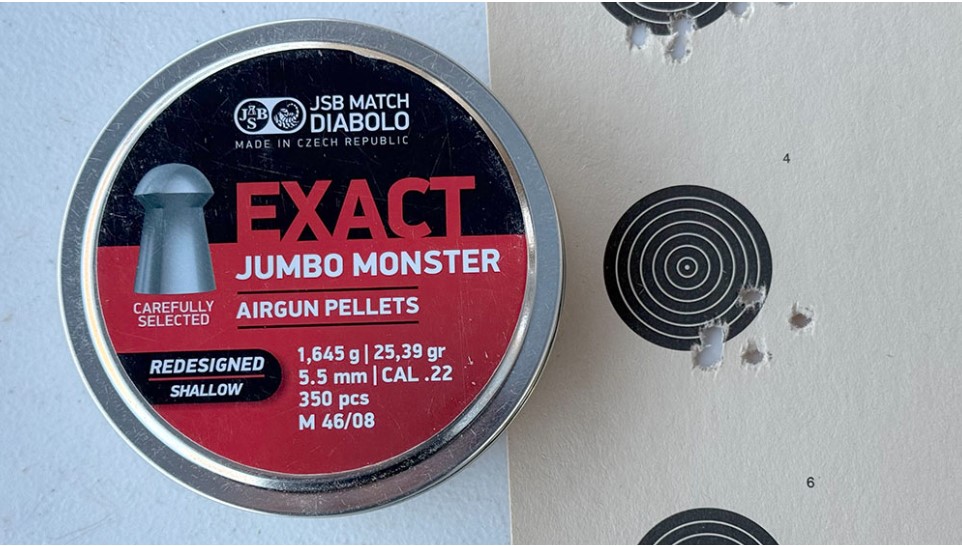 JSB
JSB MATCH
DIABOLO
MADE IN CZECH REPUBLIC
EXACT
JUMBO MONSTER
AIRGUN PELLETS
CAREFULLY
SELECTED
REDESIGNED
SHALLOW
1,645 g | 25,39 gr
5.5 mm | CAL .22
350 pcs
M 46/08
4
6